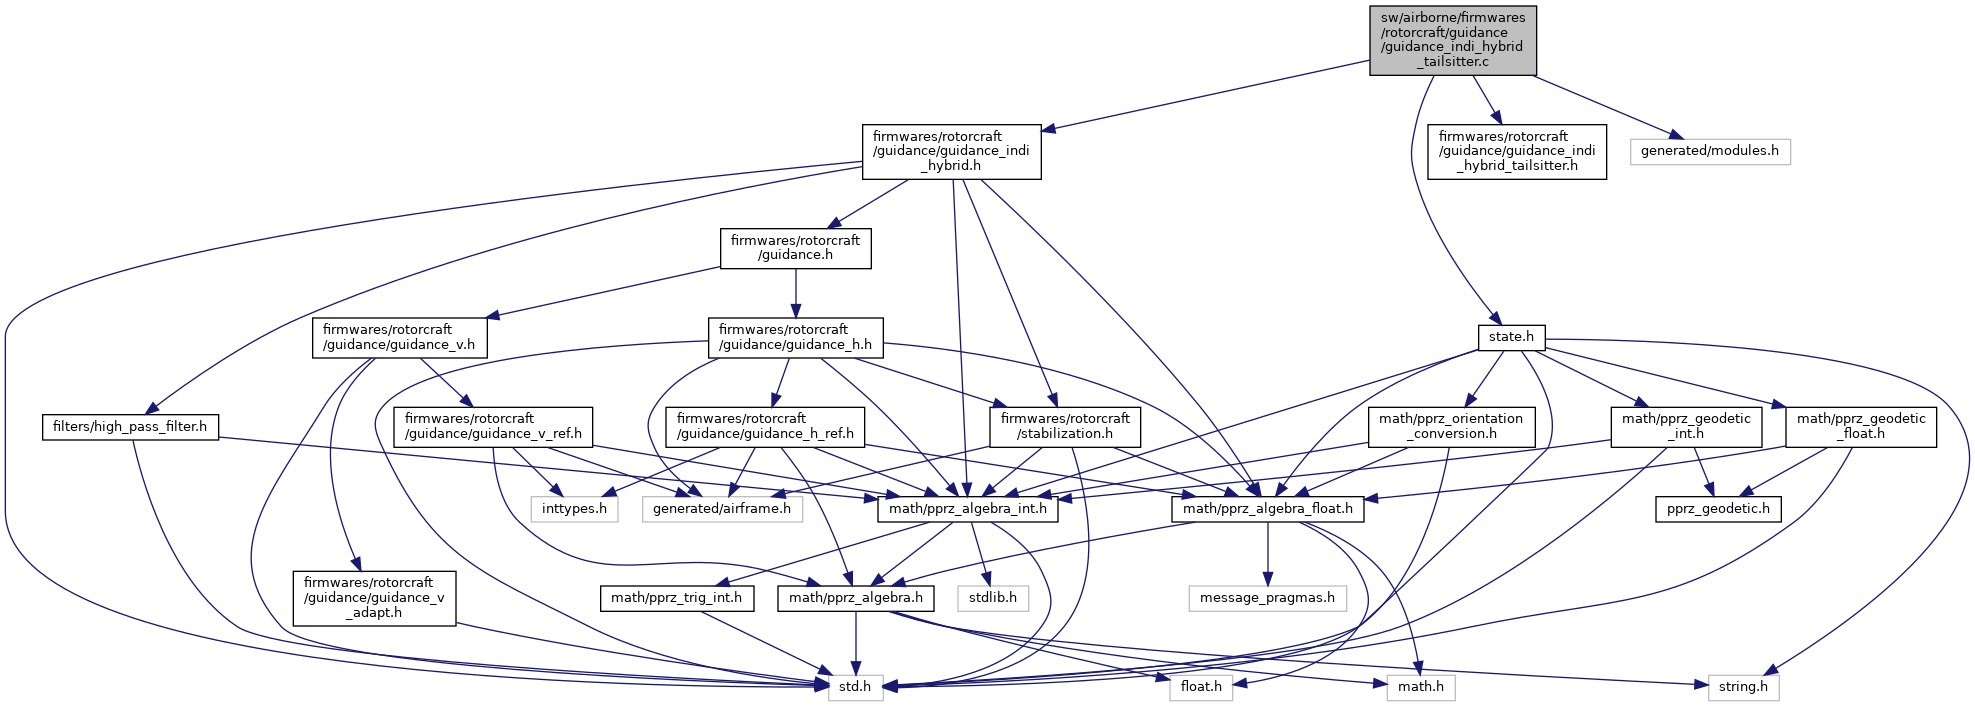 sw/airborne/firmwares
/rotorcraft/guidance
/guidance_indi_hybrid
_tailsitter.c
firmwares/rotorcraft
/guidance/guidance_indi
_hybrid.h
firmwares/rotorcraft
/guidance/guidance_indi
_hybrid_tailsitter.h
generated/modules.h
firmwares/rotorcraft
/guidance.h
firmwares/rotorcraft
/guidance/guidance_v.h
firmwares/rotorcraft
/guidance/guidance_h.h
state.h
filters/high_pass_filter.h
firmwares/rotorcraft
/guidance/guidance_v_ref.h
firmwares/rotorcraft
/guidance/guidance_h_ref.h
firmwares/rotorcraft
/stabilization.h
math/pprz_orientation
_conversion.h
math/pprz_geodetic
_int.h
math/pprz_geodetic
_float.h
inttypes.h
generated/airframe.h
math/pprz_algebra_int.h
math/pprz_algebra_float.h
pprz_geodetic.h
firmwares/rotorcraft
/guidance/guidance_v
_adapt.h
math/pprz_trig_int.h
math/pprz_algebra.h
stdlib.h
message_pragmas.h
std.h
float.h
math.h
string.h